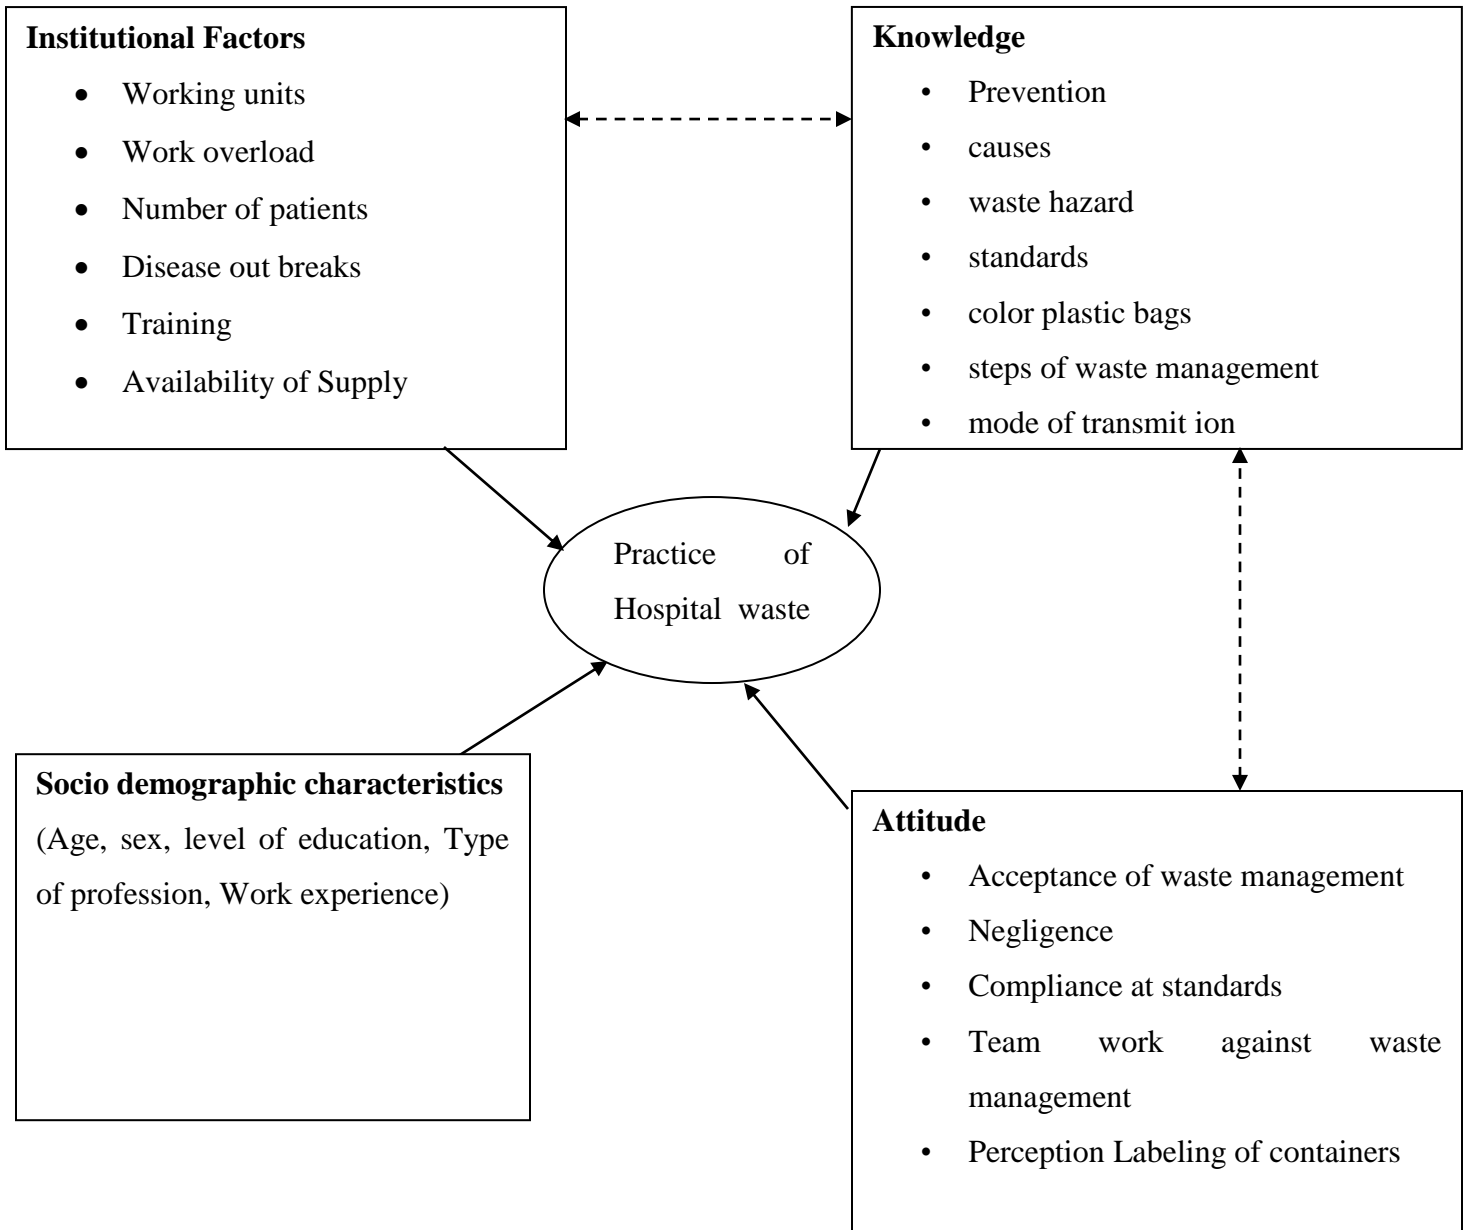 Institutional Factors
• Working units
• Work overload
• Number of patients
• Disease out breaks
• Training
• Availability of Supply
Knowledge
• Prevention
• causes
• waste hazard
• standards
• color plastic bags
• steps of waste management
• mode of transmit ion
Practice of
Hospital waste
Socio demographic characteristics
(Age, sex, level of education, Type
of profession, Work experience)
Attitude
• Acceptance of waste management
• Negligence
• Compliance at standards
• Team work against waste
management
• Perception Labeling of containers